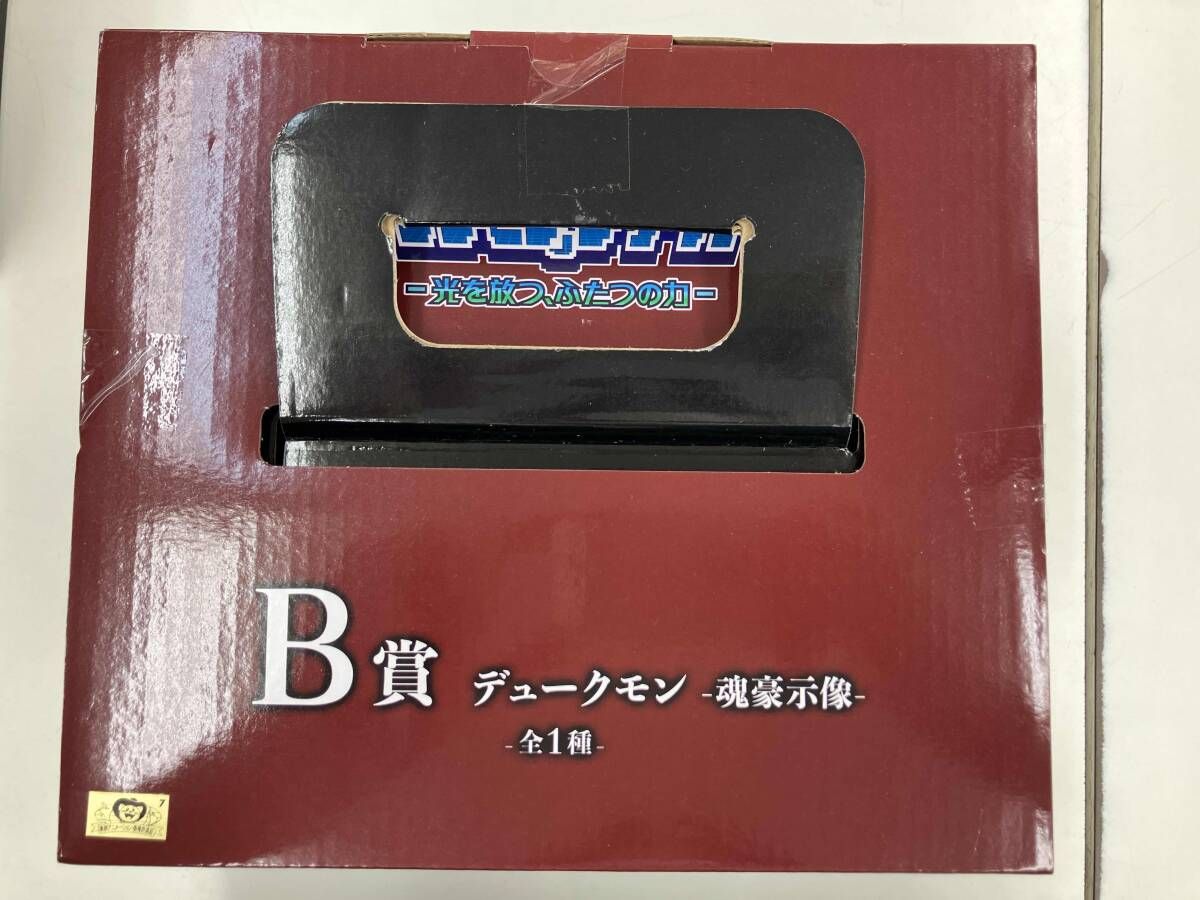 -光を放つ、ふたつの力-
B賞 デュークモン -魂豪示像-
-全1種-
7